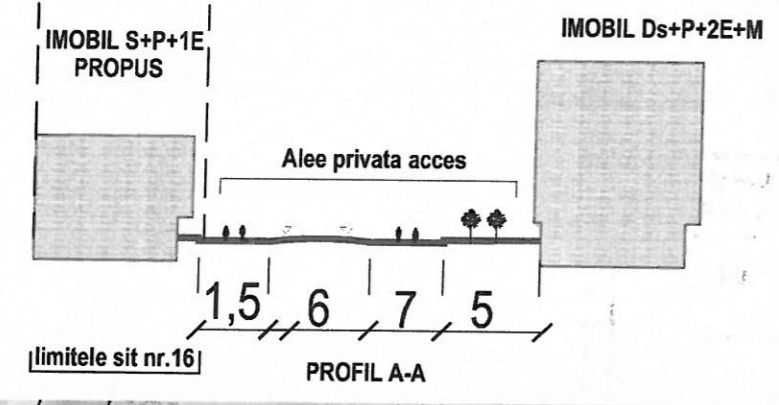 IMOBIL S+P+1E
PROPUS
IMOBIL Ds+P+2E+M
Alee privata acces
1,5 6 7 5
limitele sit nr.16
PROFIL A-A